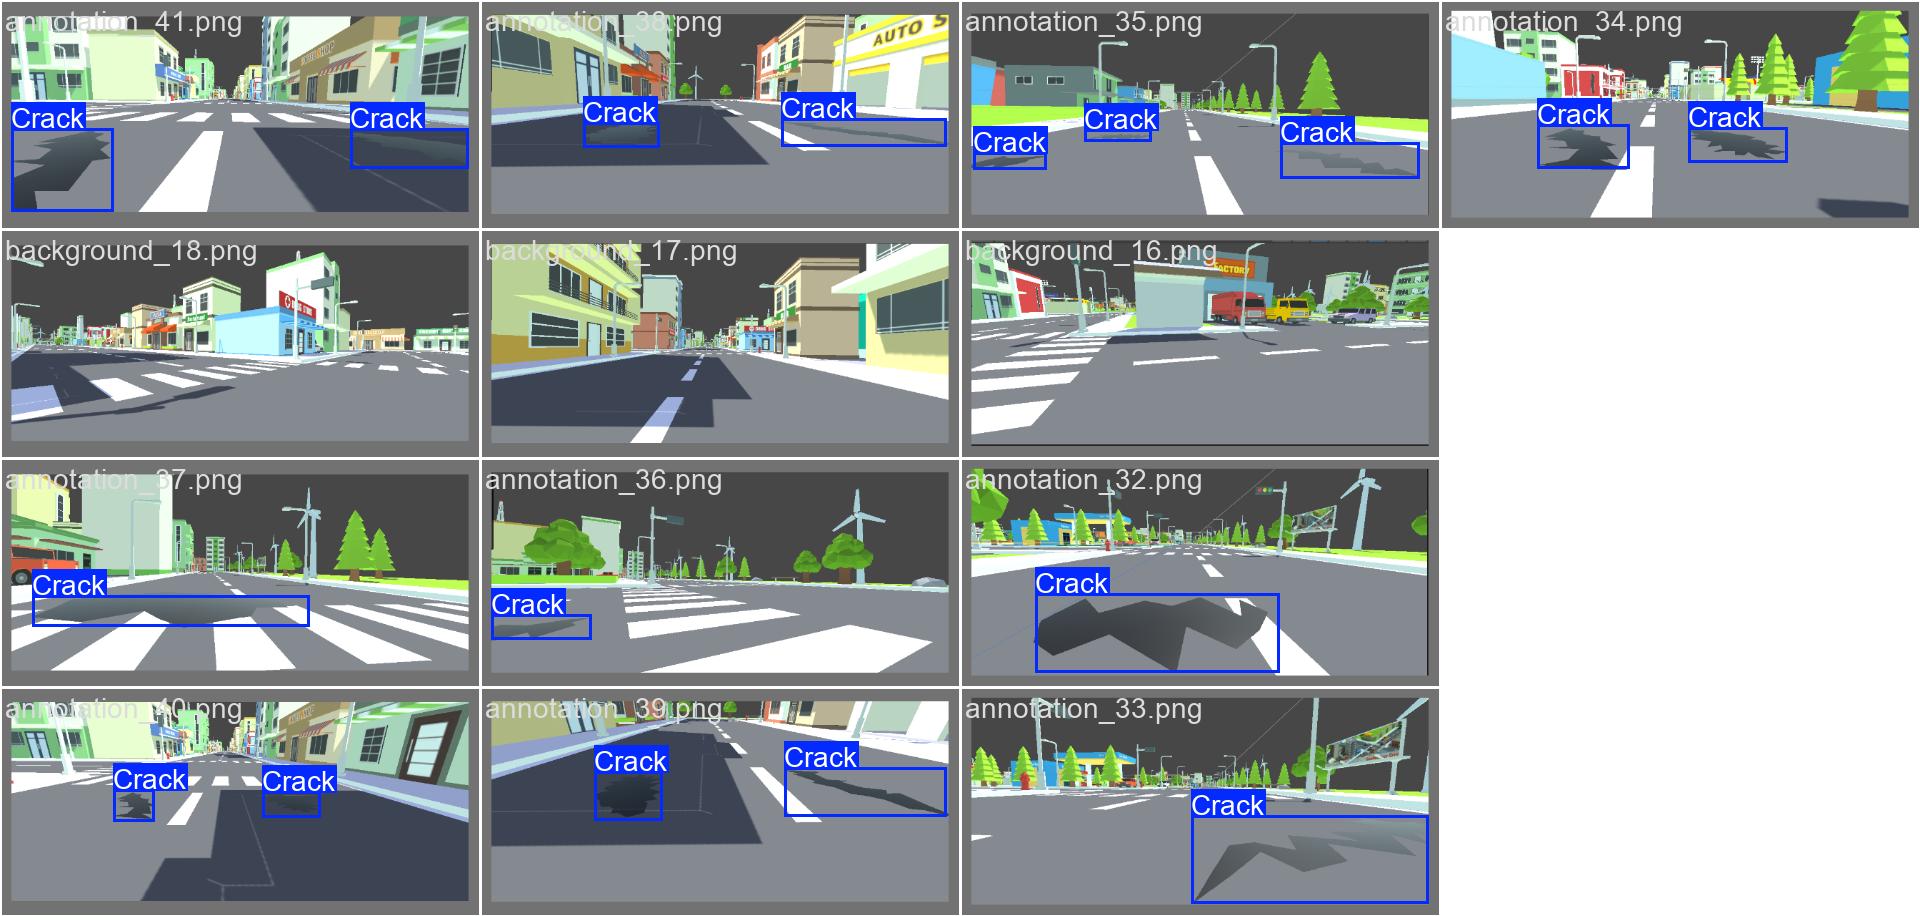 annotation_41.png
Crack
Crack
annotation_38.png
AUTO S
Crack
Crack
annotation_35.png
Crack
Crack
Crack
annotation_34.png
Crack
Crack
background_18.png
background_17.png
background_16.png
FACTORY
annotation_37.png
Crack
annotation_36.png
Crack
annotation_32.png
Crack
annotation_40.png
Crack
Crack
annotation_39.png
Crack
Crack
annotation_33.png
Crack